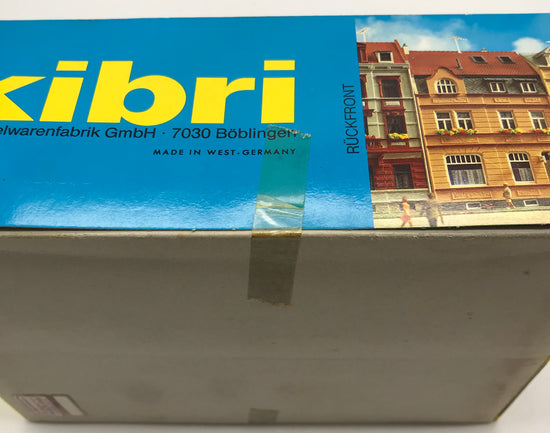 kibri
elwarenfabrik GmbH · 7030 Böblingen
MADE IN WEST-GERMANY
RÜCKFRONT